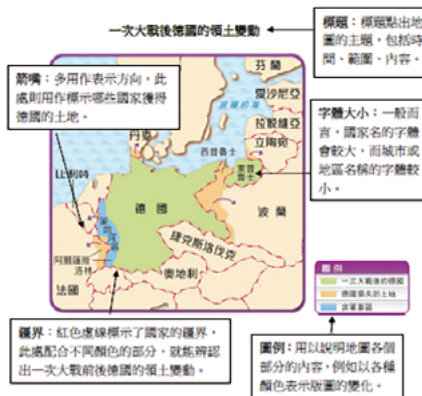 一次大戰後德國的領土變動
標題：標題點出地
圖的主題，包括時
間、範圍、內容。
箭嘴：多用作表示方向，此
處則用作標示哪些國家獲得
德國的土地。
字體大小：一般而
言，國家名的字體
會較大，而城市或
地區名稱的字體較
小。
芬蘭
愛沙尼亞
波羅的海
拉脫維亞
立陶宛
丹麥
西普魯士
東普
魯士
比利時
德國
波蘭
萊茵河區
阿爾薩斯
洛林
捷克斯洛伐克
奧地利
法國
圖例
一次大戰後的德國
德國喪失的土地
非軍事區
疆界：紅色虛線標示了國家的疆界，
此處配合不同顏色的部分，就能辨認
出一次大戰前後德國的領土變動。
圖例：用以說明地圖各個
部分的內容，例如以各種
顏色表示版圖的變化。